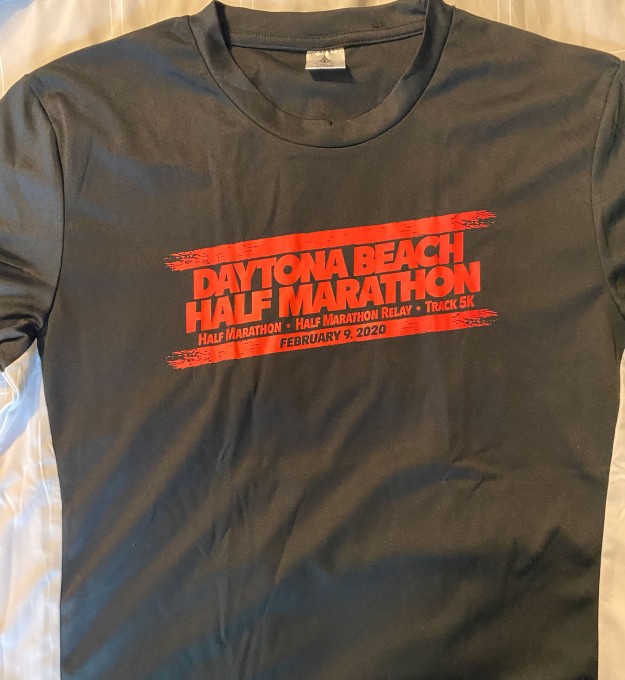 DAYTONA BEACH
HALF MARATHON
HALF MARATHON • HALF MARATHON RELAY • TRACK 5K
FEBRUARY 9, 2020